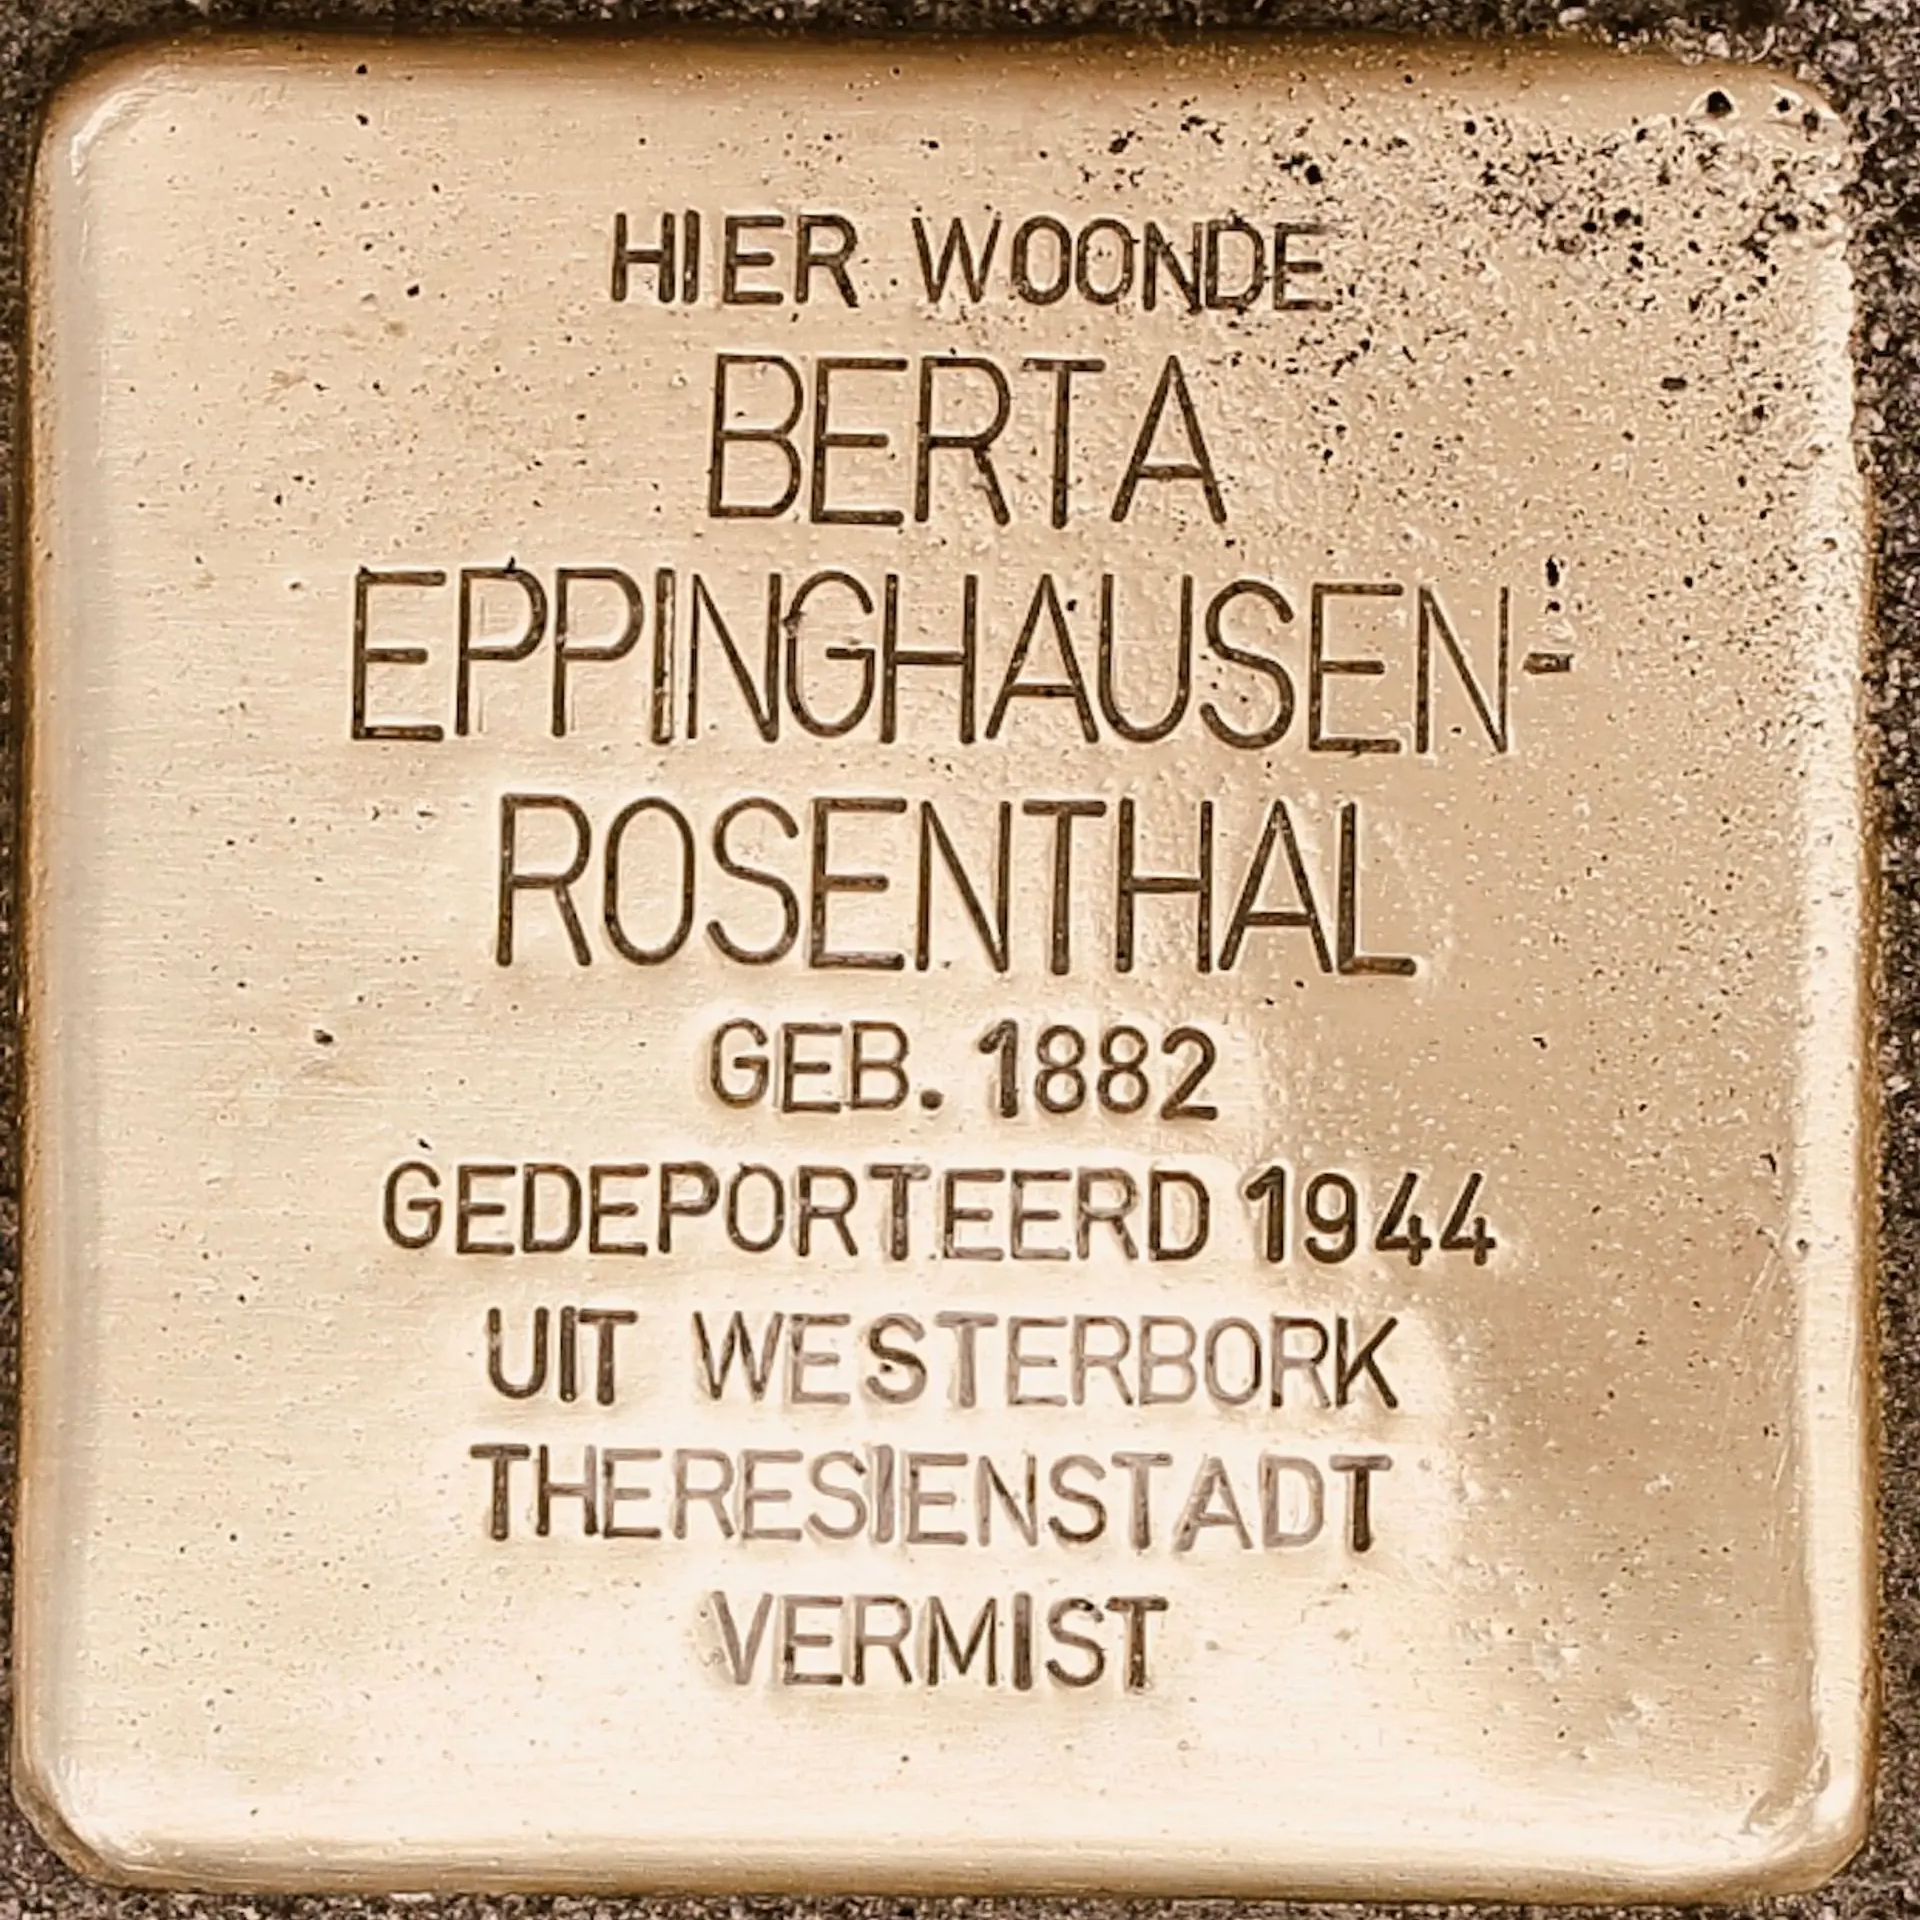 HIER WOONDE
BERTA
EPPINGHAUSEN-
ROSENTHAL
GEB. 1882
GEDEPORTEERD 1944
UIT WESTERBORK
THERESIENSTADT
VERMIST